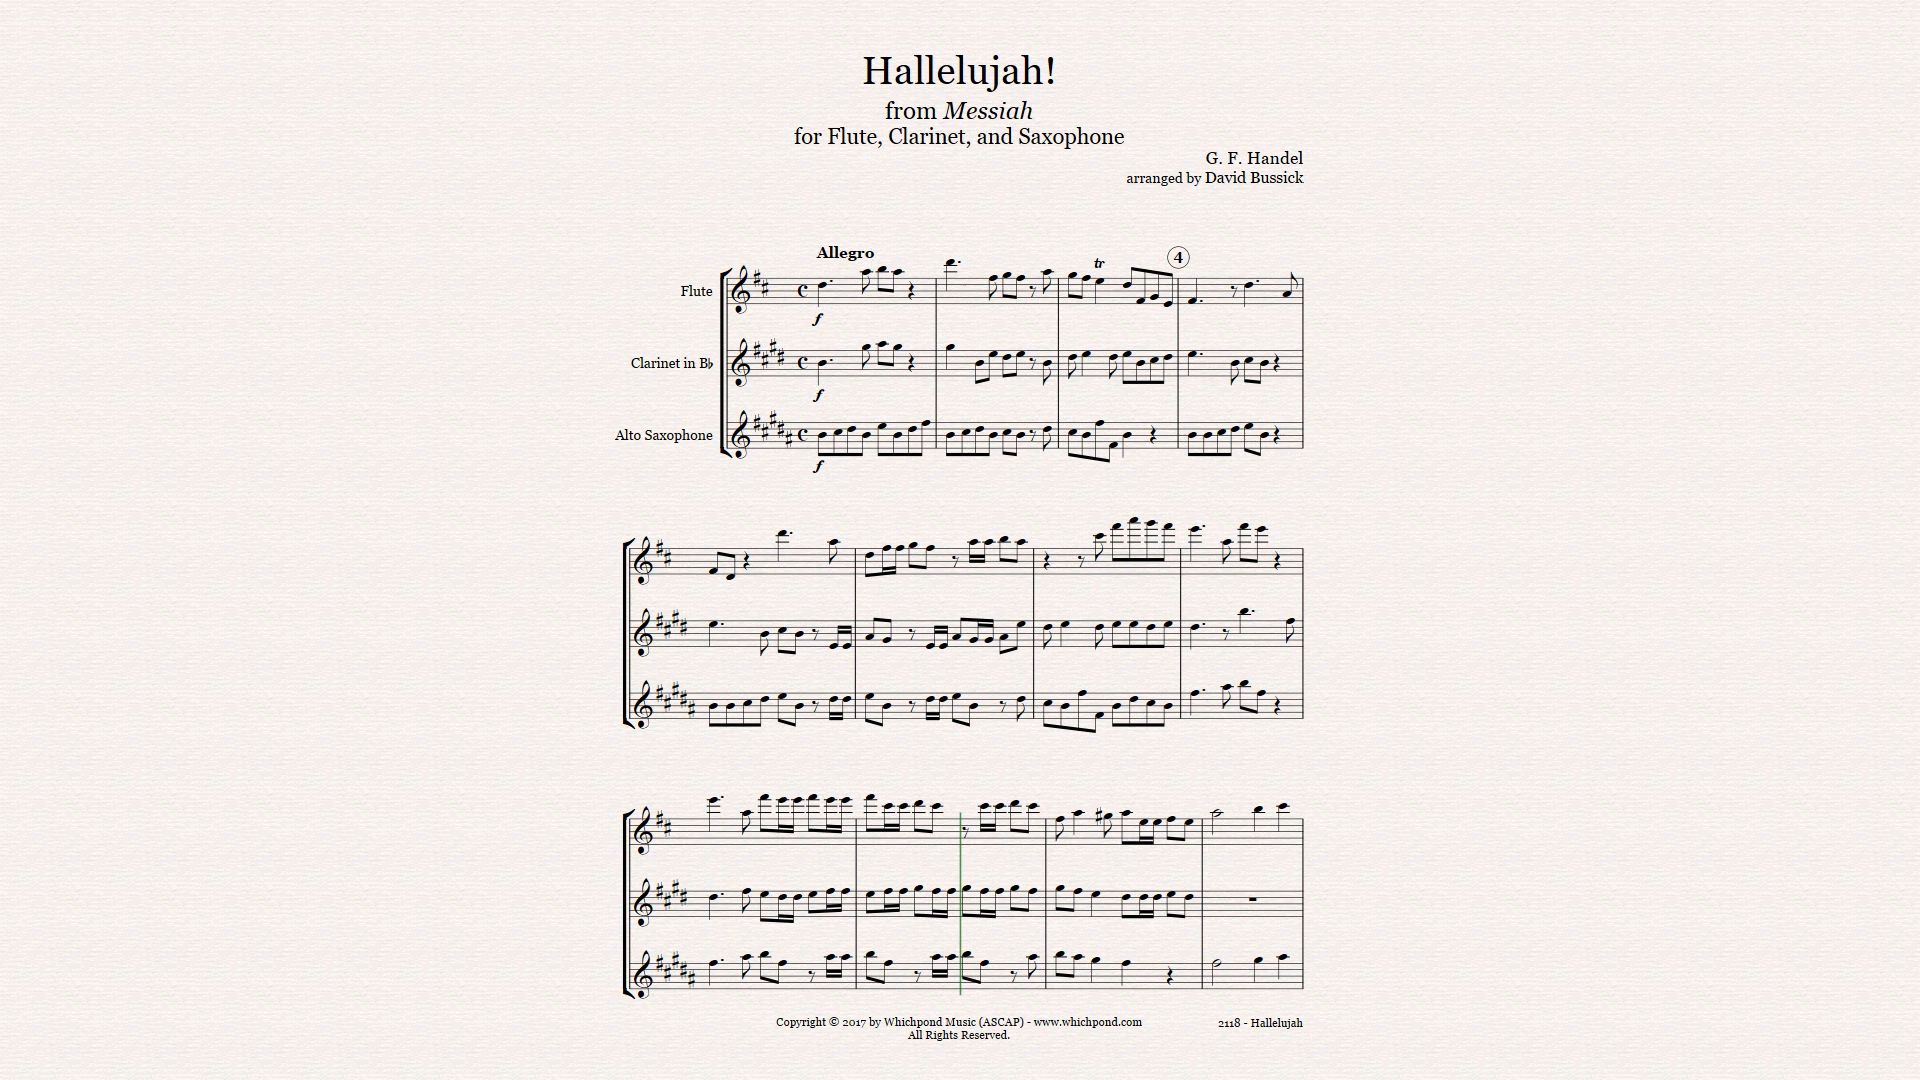 Hallelujah!
from Messiah
for Flute, Clarinet, and Saxophone
G. F. Handel
arranged by David Bussick
Allegro
tr
4
Flute
f
Clarinet in B♭
f
Alto Saxophone
f
Copyright © 2017 by Whichpond Music (ASCAP) - www.whichpond.com
All Rights Reserved.
2118 - Hallelujah